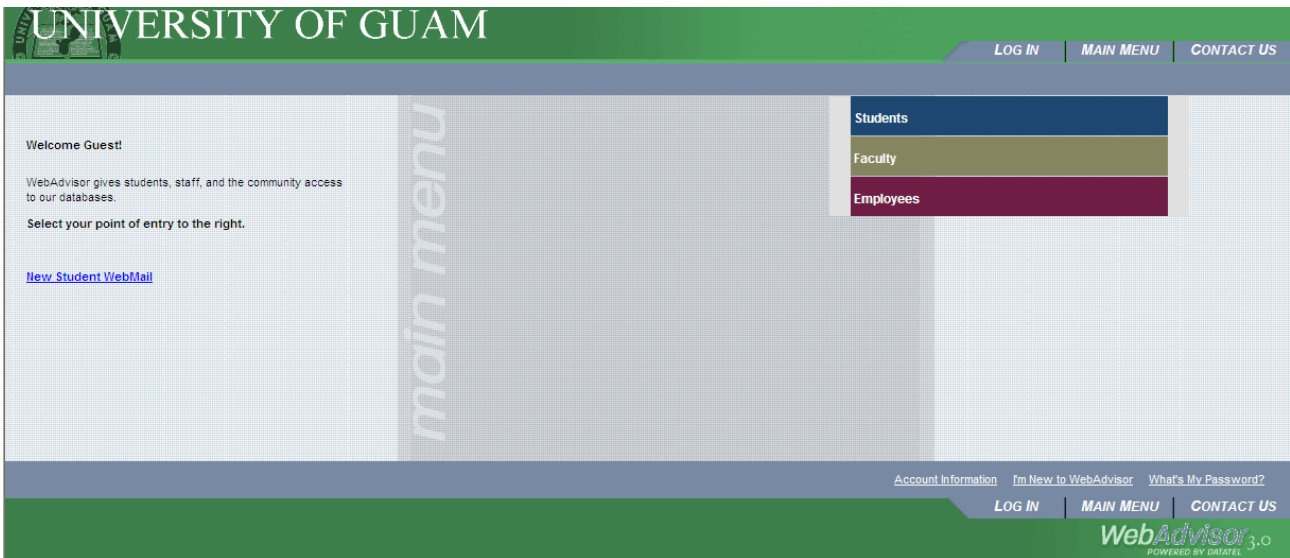 UNIVERSITY OF GUAM
LOG IN MAIN MENU CONTACT US
Students
Faculty
Employees
main menu
Welcome Guest!
WebAdvisor gives students, staff, and the community access
to our databases.
Select your point of entry to the right.
New Student WebMail
Account Information I'm New to WebAdvisor What's My Password?
LOG IN MAIN MENU CONTACT US
WebAdvisor 3.0
POWERED BY DATATEL